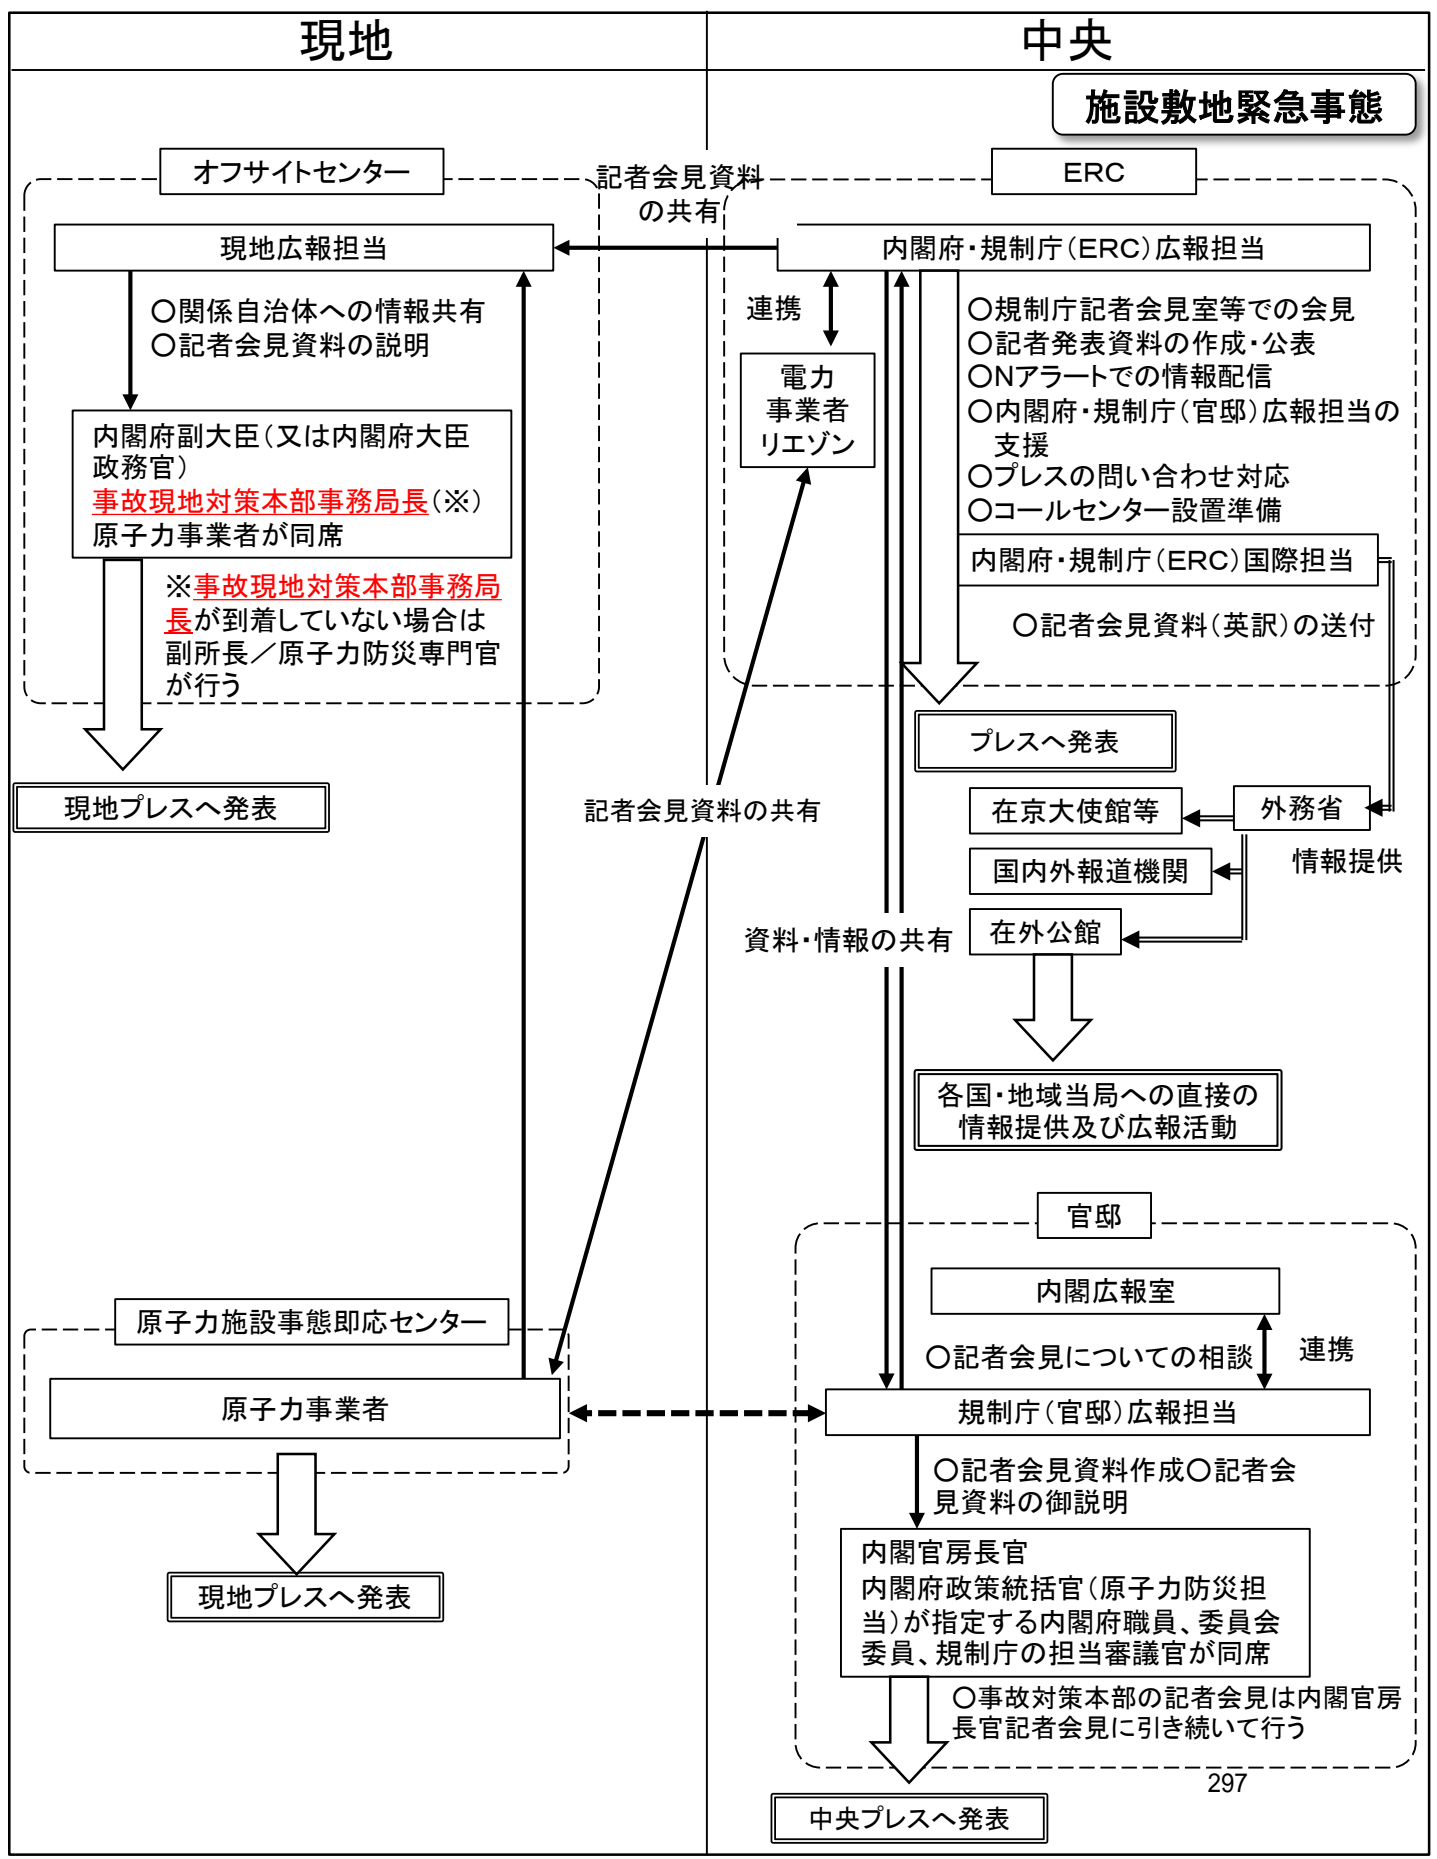 現地
中央
施設敷地緊急事態
オフサイトセンター
記者会見資料
の共有
ERC
現地広報担当
内閣府・規制庁（ERC）広報担当
〇関係自治体への情報共有
〇記者会見資料の説明
連携
〇規制庁記者会見室等での会見
〇記者発表資料の作成・公表
〇Nアラートでの情報配信
〇内閣府・規制庁（官邸）広報担当の
支援
〇プレスの問い合わせ対応
〇コールセンター設置準備
電力
事業者
リエゾン
内閣府副大臣（又は内閣府大臣
政務官）
事故現地対策本部事務局長（※）
原子力事業者が同席
内閣府・規制庁（ERC）国際担当
※事故現地対策本部事務局
長が到着していない場合は
副所長／原子力防災専門官
が行う
〇記者会見資料（英訳）の送付
プレスへ発表
現地プレスへ発表
記者会見資料の共有
在京大使館等
外務省
情報提供
国内外報道機関
在外公館
資料・情報の共有
各国・地域当局への直接の
情報提供及び広報活動
官邸
内閣広報室
原子力施設事態即応センター
〇記者会見についての相談
連携
原子力事業者
規制庁（官邸）広報担当
〇記者会見資料作成〇記者会
見資料の御説明
内閣官房長官
内閣府政策統括官（原子力防災担
当）が指定する内閣府職員、委員会
委員、規制庁の担当審議官が同席
現地プレスへ発表
〇事故対策本部の記者会見は内閣官房
長官記者会見に引き続いて行う
297
中央プレスへ発表